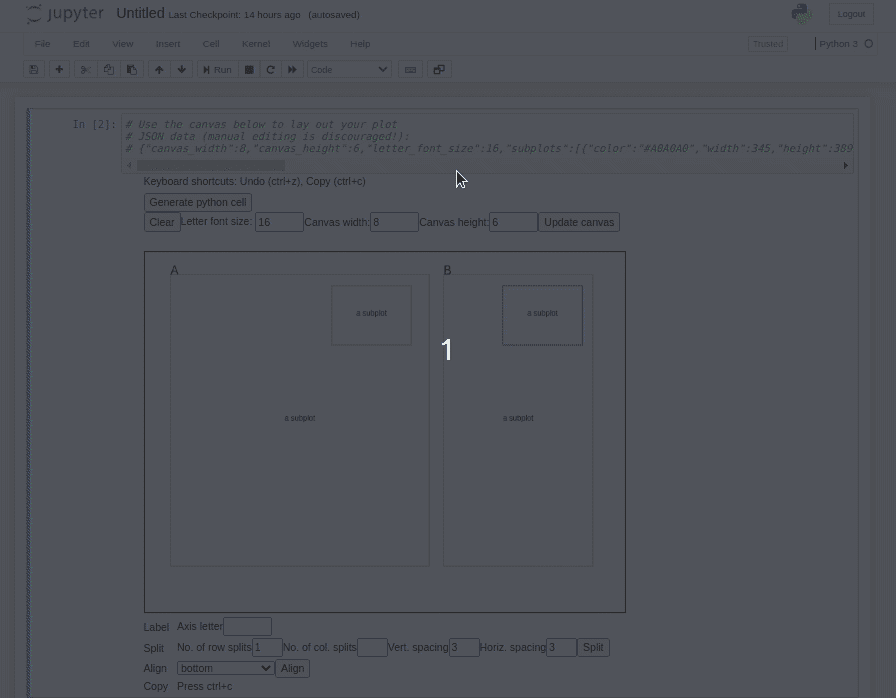 jupyter Untitled Last Checkpoint: 14 hours ago (autosaved) Logout
File Edit View Insert Cell Kernel Widgets Help Trusted Python 3
Run Code
In [2]: # Use the canvas below to lay out your plot
# JSON data (manual editing is discouraged!):
# {"canvas_width":8,"canvas_height":6,"letter_font_size":16,"subplots":[{"color":"#A0A0A0","width":345,"height":389
Keyboard shortcuts: Undo (ctrl+z), Copy (ctrl+c)
Generate python cell
Clear Letter font size: 16 Canvas width: 8 Canvas height: 6 Update canvas
A B
a subplot a subplot
1
a subplot a subplot
Label Axis letter
Split No. of row splits 1 No. of col. splits Vert. spacing 3 Horiz. spacing 3 Split
Align bottom Align
Copy Press ctrl+c